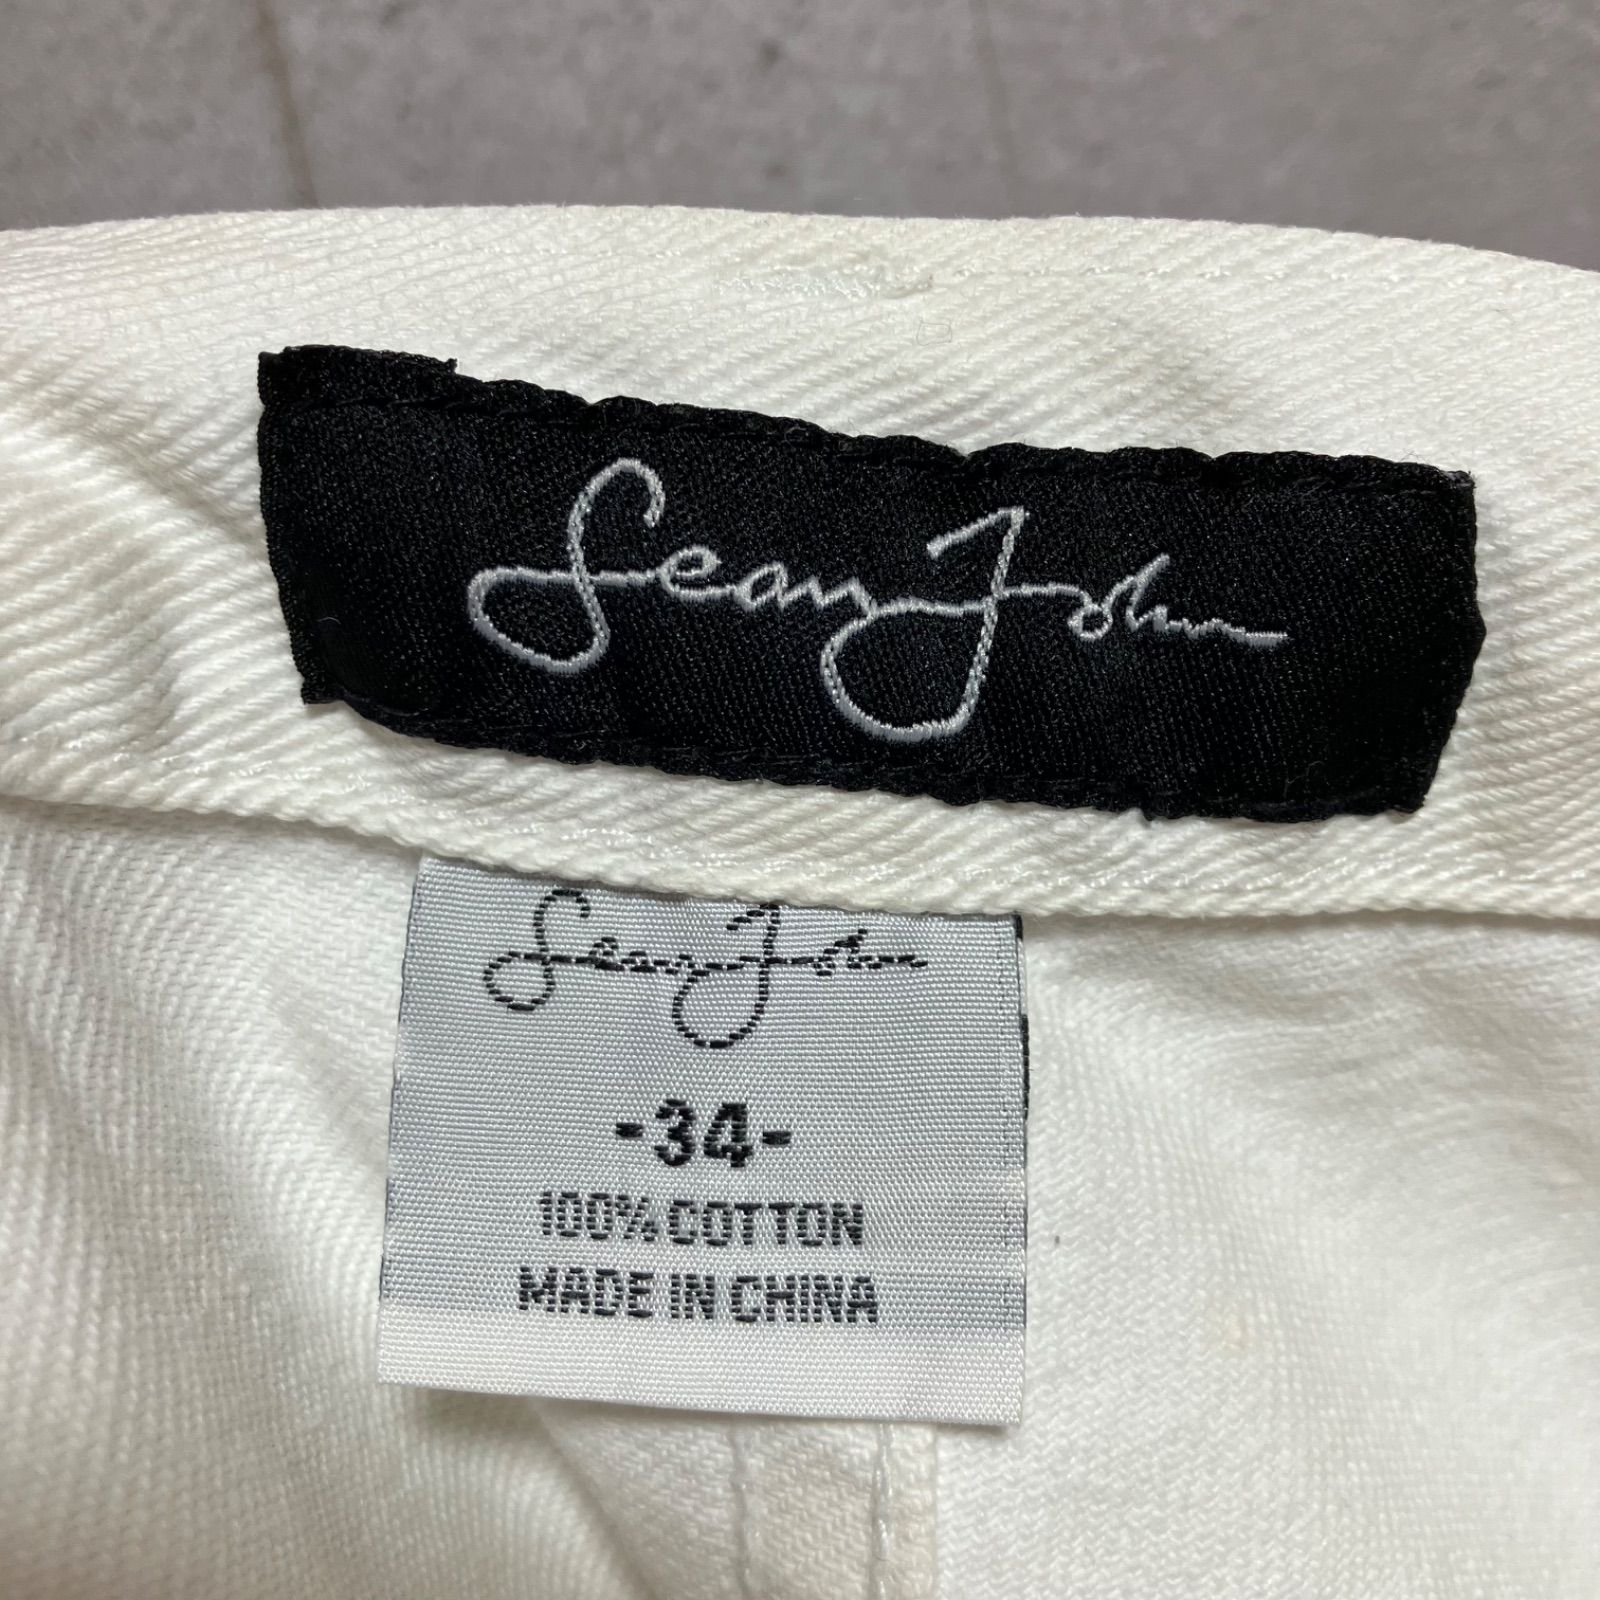 Sean John
Sean John
-34-
100% COTTON
MADE IN CHINA